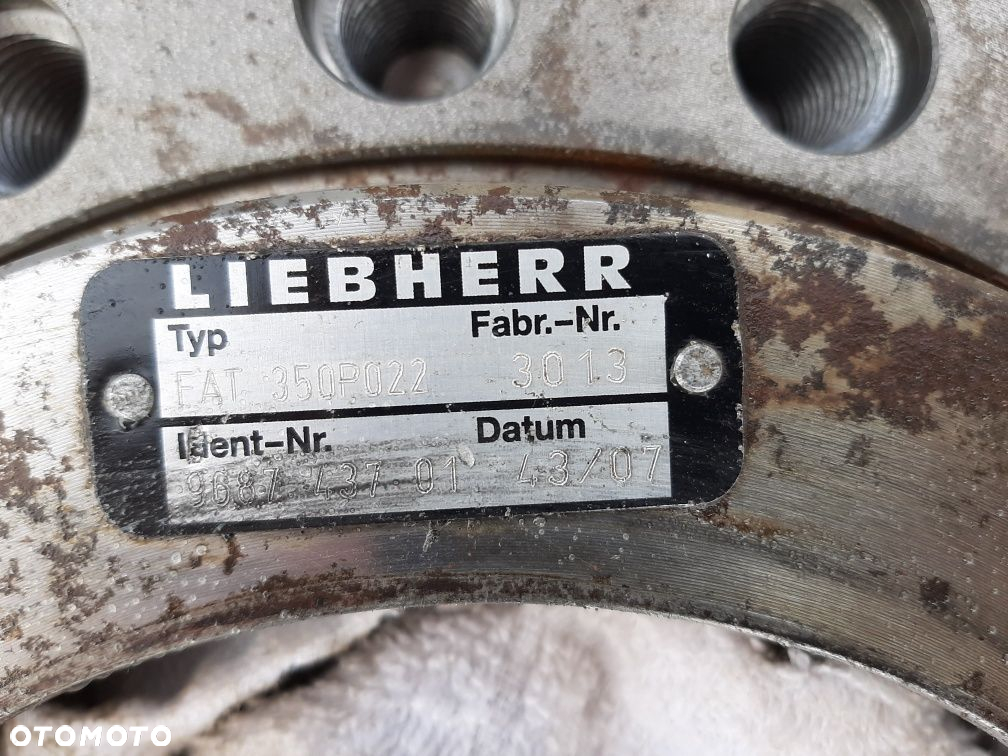 LIEBHERR
Typ Fabr.-Nr.
FAT 350P022 3013
Ident-Nr. Datum
9687 437 01 43/07
OTOMOTO